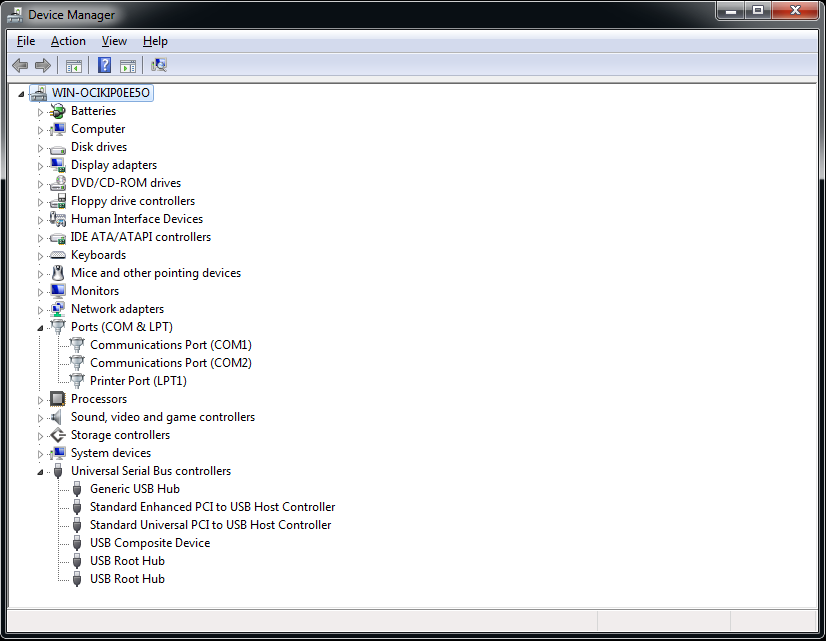 Device Manager
File Action View Help
WIN-OCIKIP0EE5O
Batteries
Computer
Disk drives
Display adapters
DVD/CD-ROM drives
Floppy drive controllers
Human Interface Devices
IDE ATA/ATAPI controllers
Keyboards
Mice and other pointing devices
Monitors
Network adapters
Ports (COM & LPT)
Communications Port (COM1)
Communications Port (COM2)
Printer Port (LPT1)
Processors
Sound, video and game controllers
Storage controllers
System devices
Universal Serial Bus controllers
Generic USB Hub
Standard Enhanced PCI to USB Host Controller
Standard Universal PCI to USB Host Controller
USB Composite Device
USB Root Hub
USB Root Hub